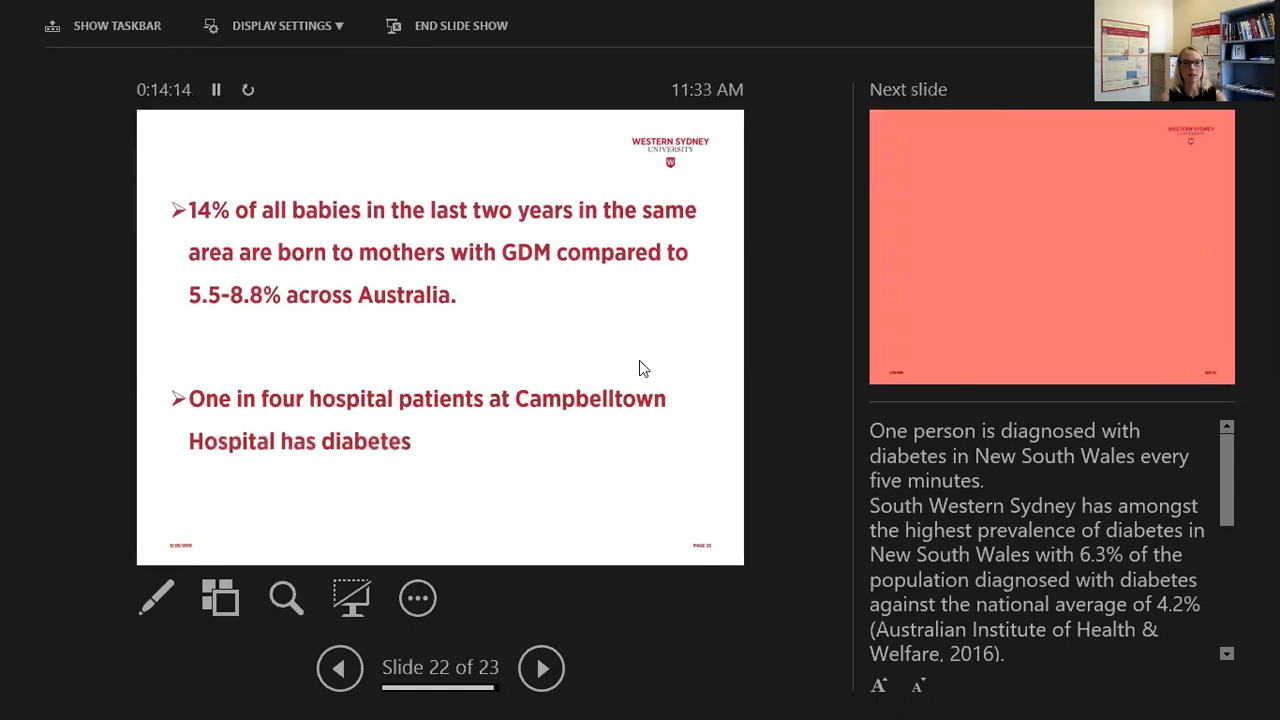 SHOW TASKBAR
DISPLAY SETTINGS ▼
END SLIDE SHOW
0:14:14
11:33 AM
WESTERN SYDNEY
UNIVERSITY
W
➢14% of all babies in the last two years in the same
area are born to mothers with GDM compared to
5.5-8.8% across Australia.
➢One in four hospital patients at Campbelltown
Hospital has diabetes
PAGE 22
Slide 22 of 23
Next slide
WESTERN SYDNEY
One person is diagnosed with
diabetes in New South Wales every
five minutes.
South Western Sydney has amongst
the highest prevalence of diabetes in
New South Wales with 6.3% of the
population diagnosed with diabetes
against the national average of 4.2%
(Australian Institute of Health &
Welfare, 2016).
A A